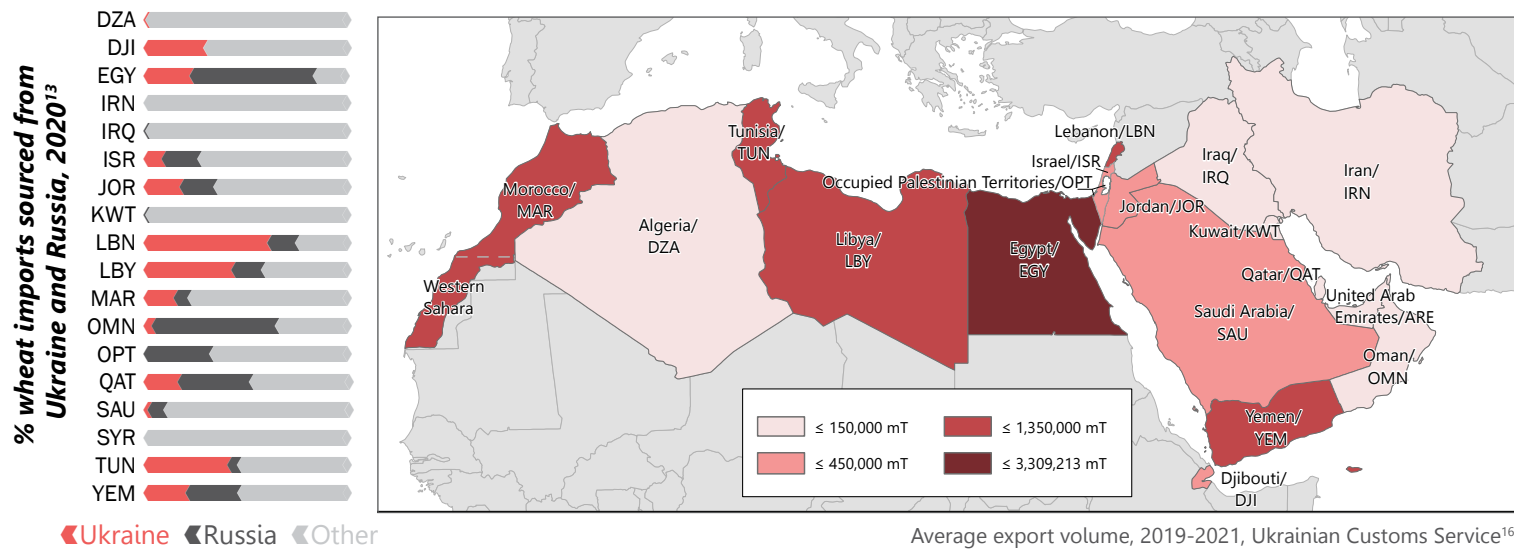 % wheat imports sourced from
Ukraine and Russia, 2020¹³
DZA
DJI
EGY
IRN
IRQ
ISR
JOR
KWT
LBN
LBY
MAR
OMN
OPT
QAT
SAU
SYR
TUN
YEM
Ukraine Russia Other
Tunisia/
TUN
Lebanon/LBN
Israel/ISR
Occupied Palestinian Territories/OPT
Iraq/
IRQ
Iran/
IRN
Morocco/
MAR
Algeria/
DZA
Libya/
LBY
Egypt/
EGY
Jordan/JOR
Kuwait/KWT
Western
Sahara
Qatar/QAT
United Arab
Emirates/ARE
Saudi Arabia/
SAU
Oman/
OMN
Yemen/
YEM
Djibouti/
DJI
≤ 150,000 mT
≤ 1,350,000 mT
≤ 450,000 mT
≤ 3,309,213 mT
Average export volume, 2019-2021, Ukrainian Customs Service¹⁶